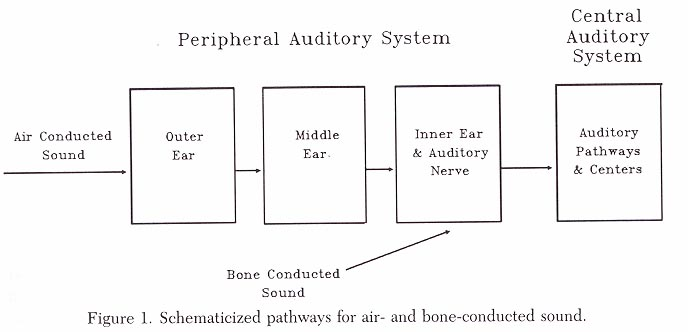 Peripheral Auditory System
Central
Auditory
System
Air Conducted
Sound
Outer
Ear
Middle
Ear.
Inner Ear
& Auditory
Nerve
Auditory
Pathways
& Centers
Bone Conducted
Sound
Figure 1. Schematicized pathways for air- and bone-conducted sound.